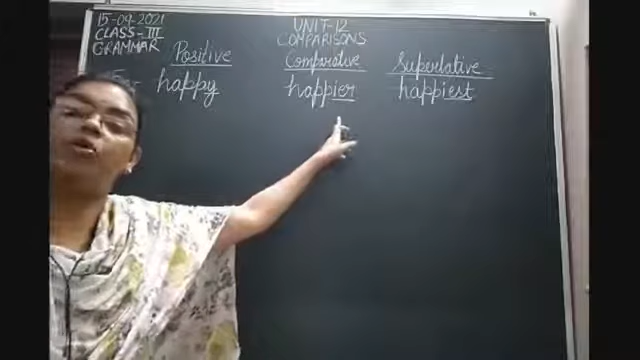 15-09-2021
UNIT-12
CLASS-III
COMPARISONS
GRAMMAR
Positive Comparative Superlative
happy happier happiest